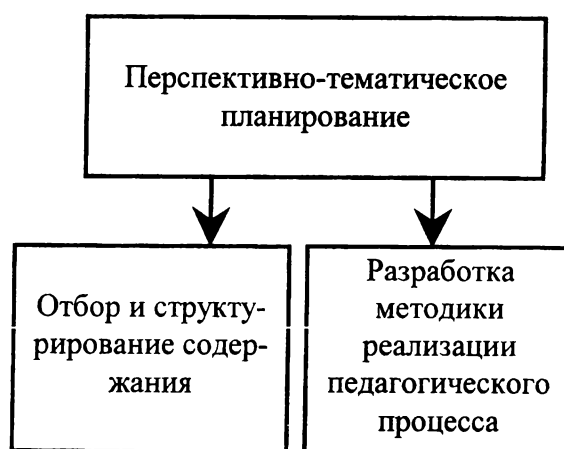 Перспективно-тематическое
планирование
Отбор и структу-
рирование содер-
жания
Разработка
методики
реализации
педагогического
процесса